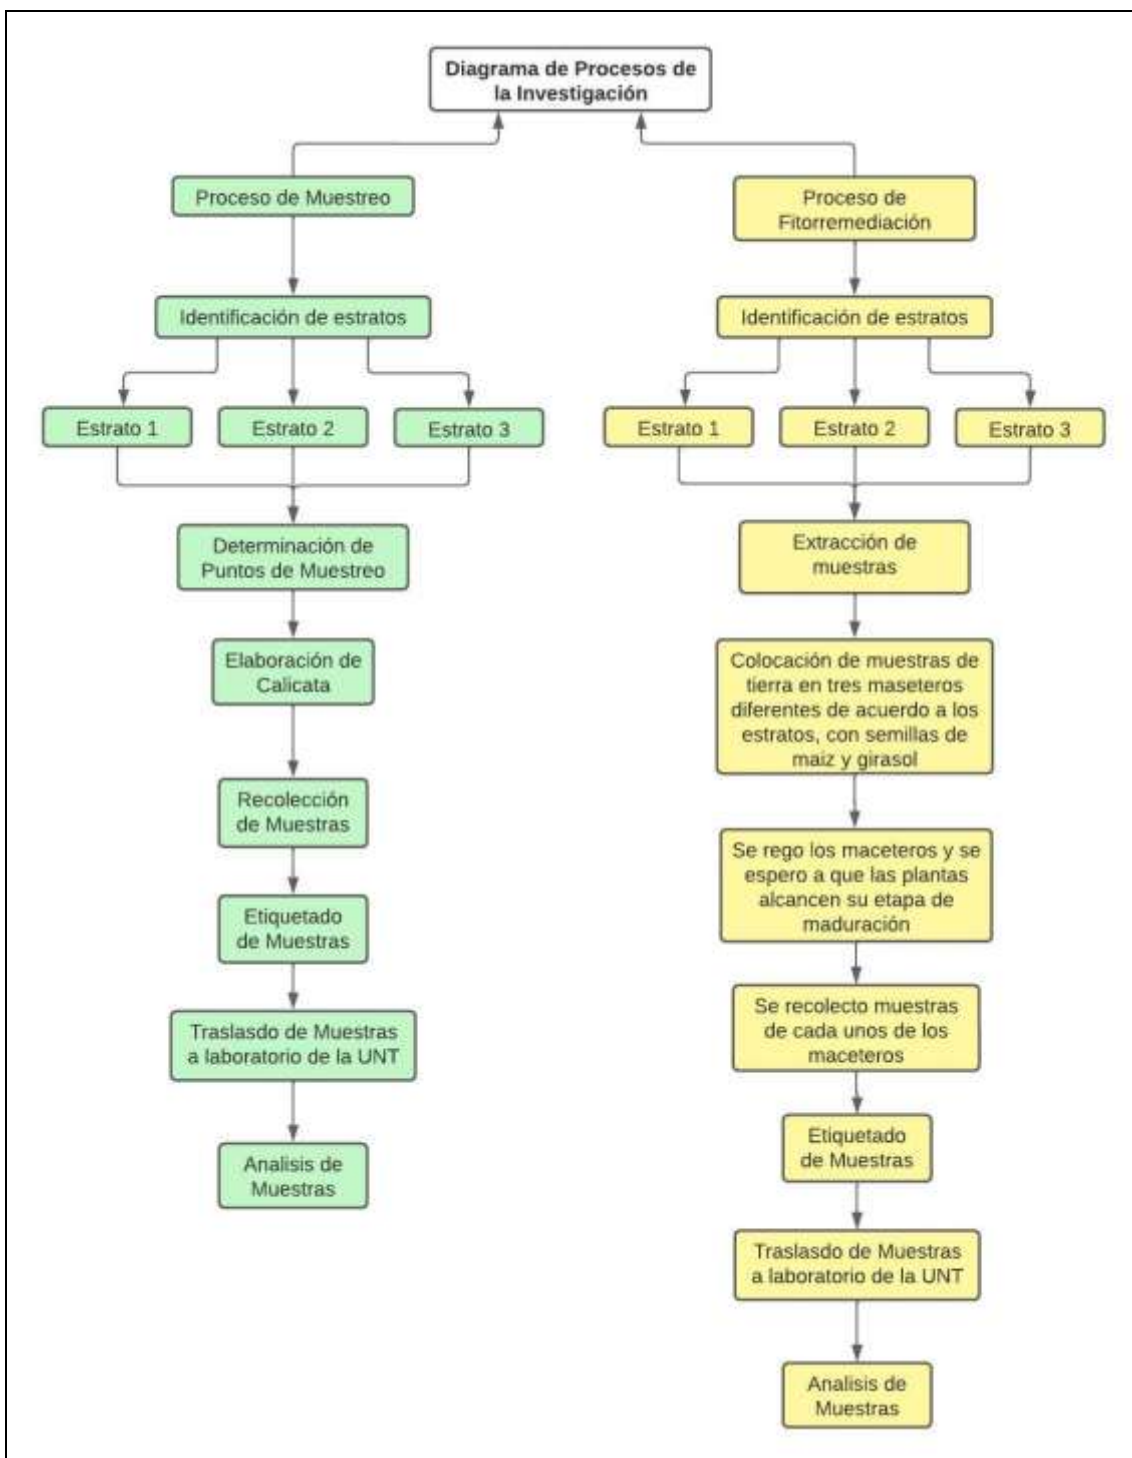 Diagrama de Procesos de
la Investigación
Proceso de Muestreo
Identificación de estratos
Estrato 1
Estrato 2
Estrato 3
Determinación de
Puntos de Muestreo
Elaboración de
Calicata
Recolección
de Muestras
Etiquetado
de Muestras
Traslasdo de Muestras
a laboratorio de la UNT
Analisis de
Muestras
Proceso de
Fitorremediación
Identificación de estratos
Estrato 1
Estrato 2
Estrato 3
Extracción de
muestras
Colocación de muestras de
tierra en tres maseteros
diferentes de acuerdo a los
estratos, con semillas de
maiz y girasol
Se rego los maceteros y se
espero a que las plantas
alcancen su etapa de
maduración
Se recolecto muestras
de cada unos de los
maceteros
Etiquetado
de Muestras
Traslasdo de Muestras
a laboratorio de la UNT
Analisis de
Muestras